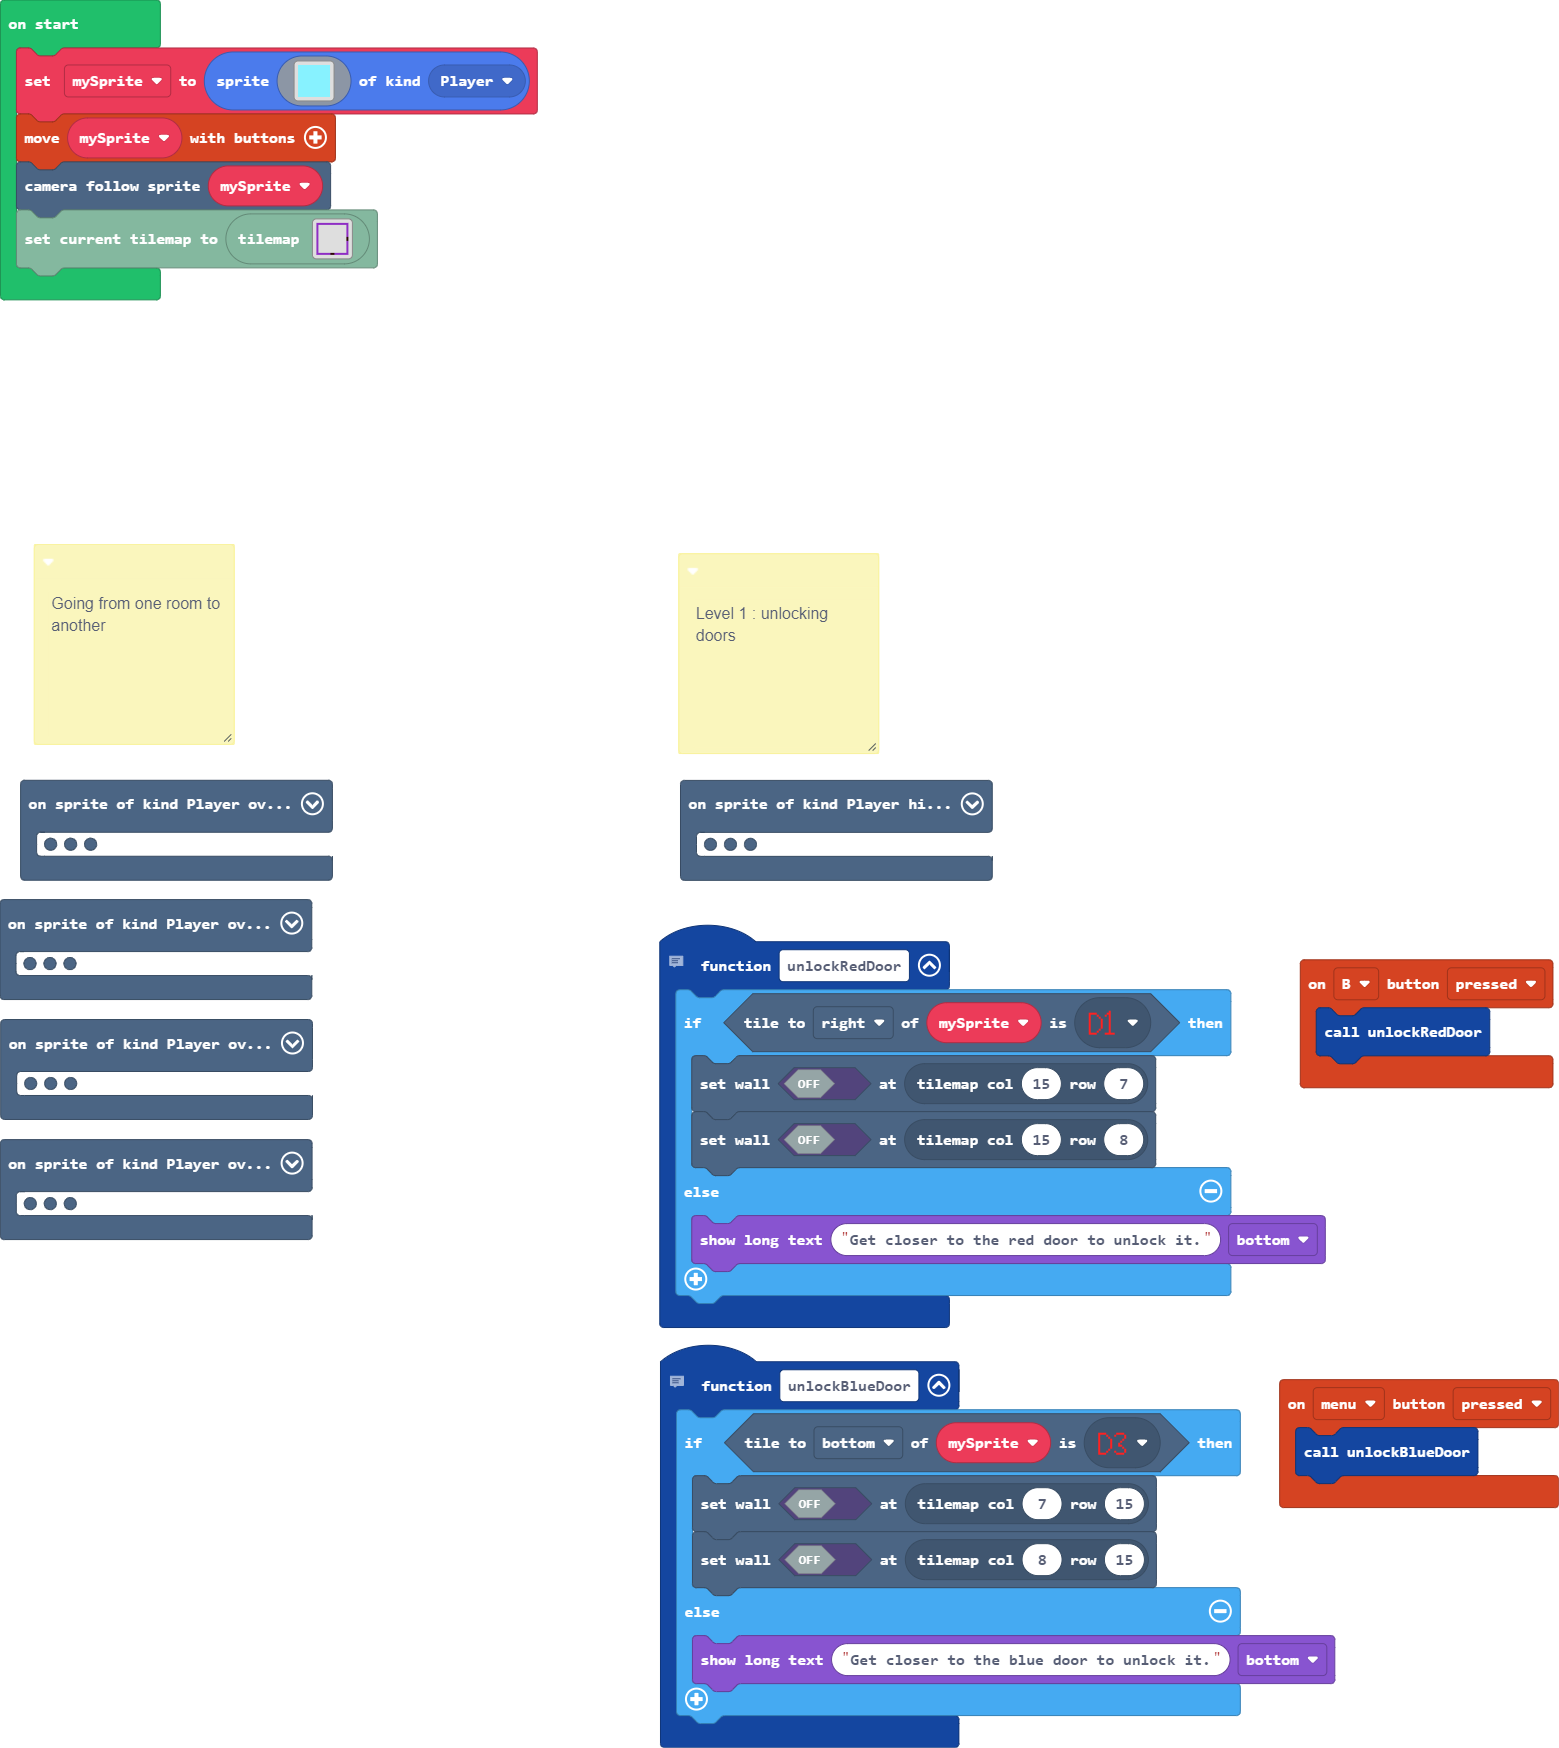 on start
set mySprite to sprite of kind Player
move mySprite with buttons
camera follow sprite mySprite
set current tilemap to tilemap
Going from one room to
another
Level 1 : unlocking
doors
on sprite of kind Player ov...
on sprite of kind Player hi...
on sprite of kind Player ov...
on sprite of kind Player ov...
on sprite of kind Player ov...
function unlockRedDoor
if tile to right of mySprite is D1 then
set wall OFF at tilemap col 15 row 7
set wall OFF at tilemap col 15 row 8
else
show long text "Get closer to the red door to unlock it." bottom
on B button pressed
call unlockRedDoor
function unlockBlueDoor
if tile to bottom of mySprite is D3 then
set wall OFF at tilemap col 7 row 15
set wall OFF at tilemap col 8 row 15
else
show long text "Get closer to the blue door to unlock it." bottom
on menu button pressed
call unlockBlueDoor